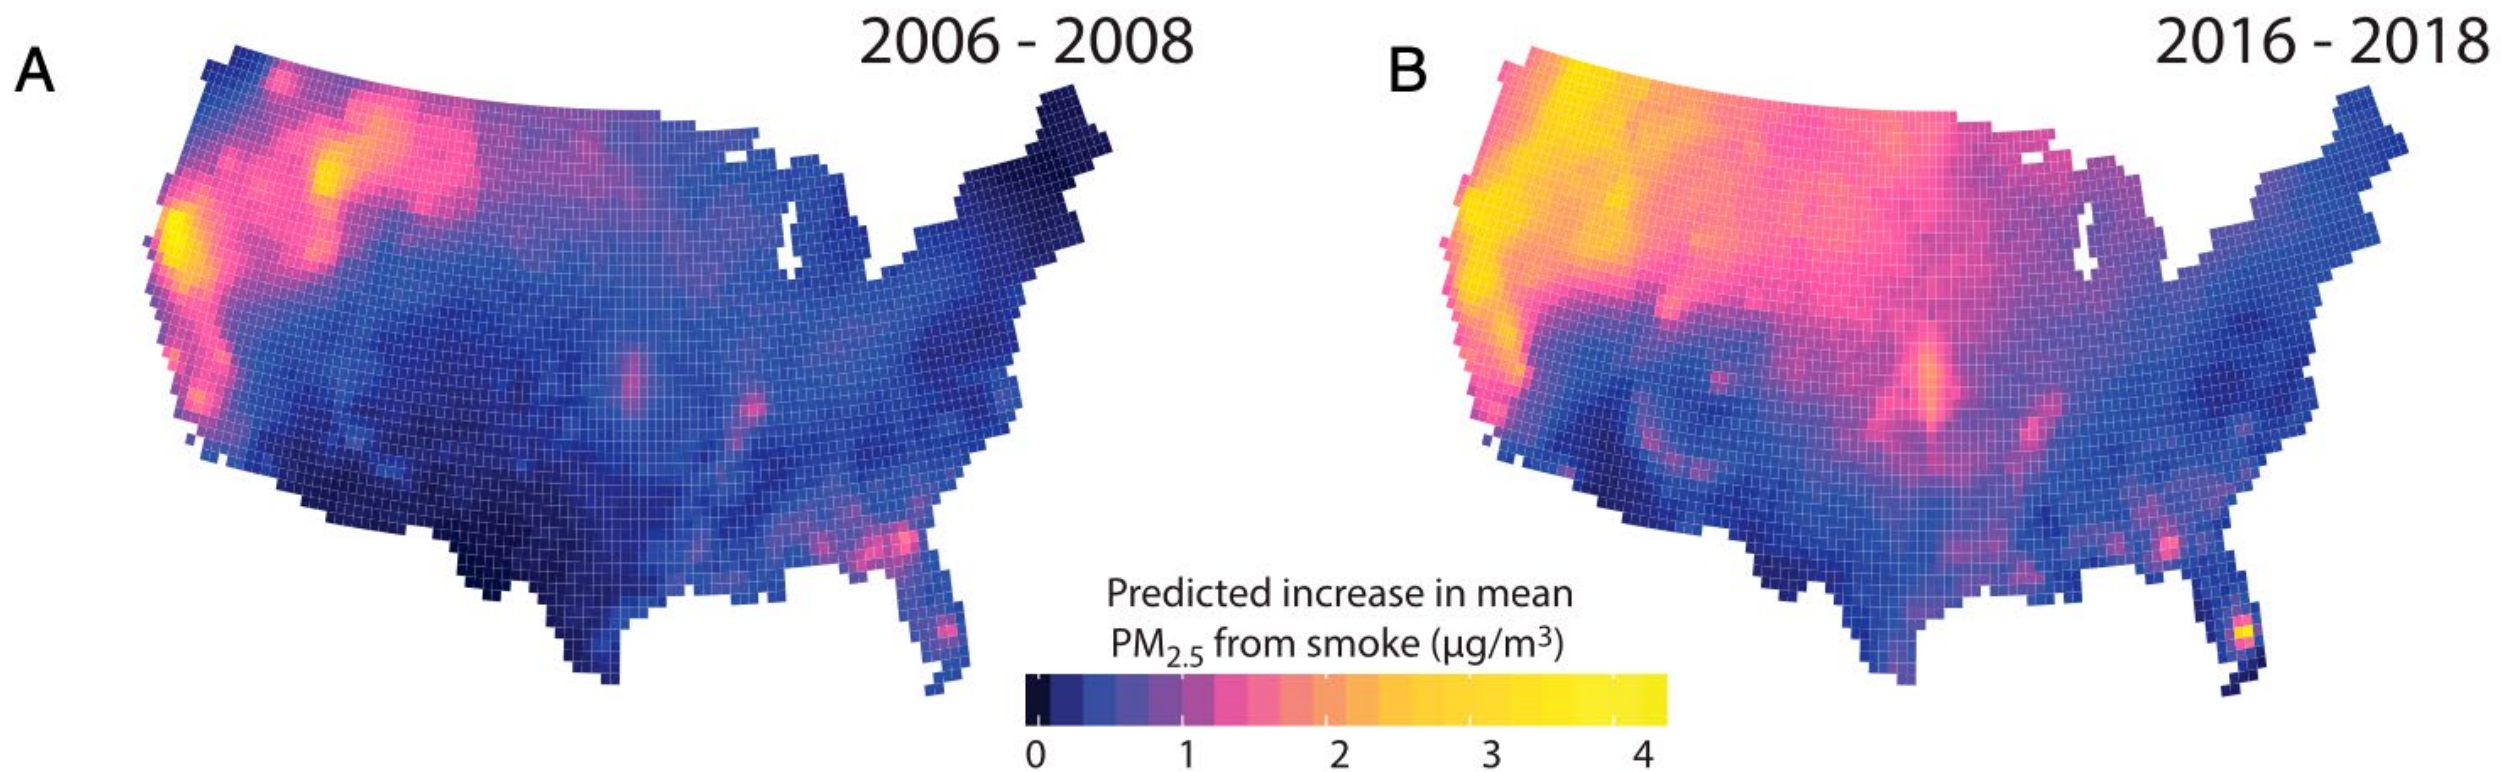 A
2006 - 2008
B
2016 - 2018
Predicted increase in mean
PM2.5 from smoke (µg/m³)
0 1 2 3 4